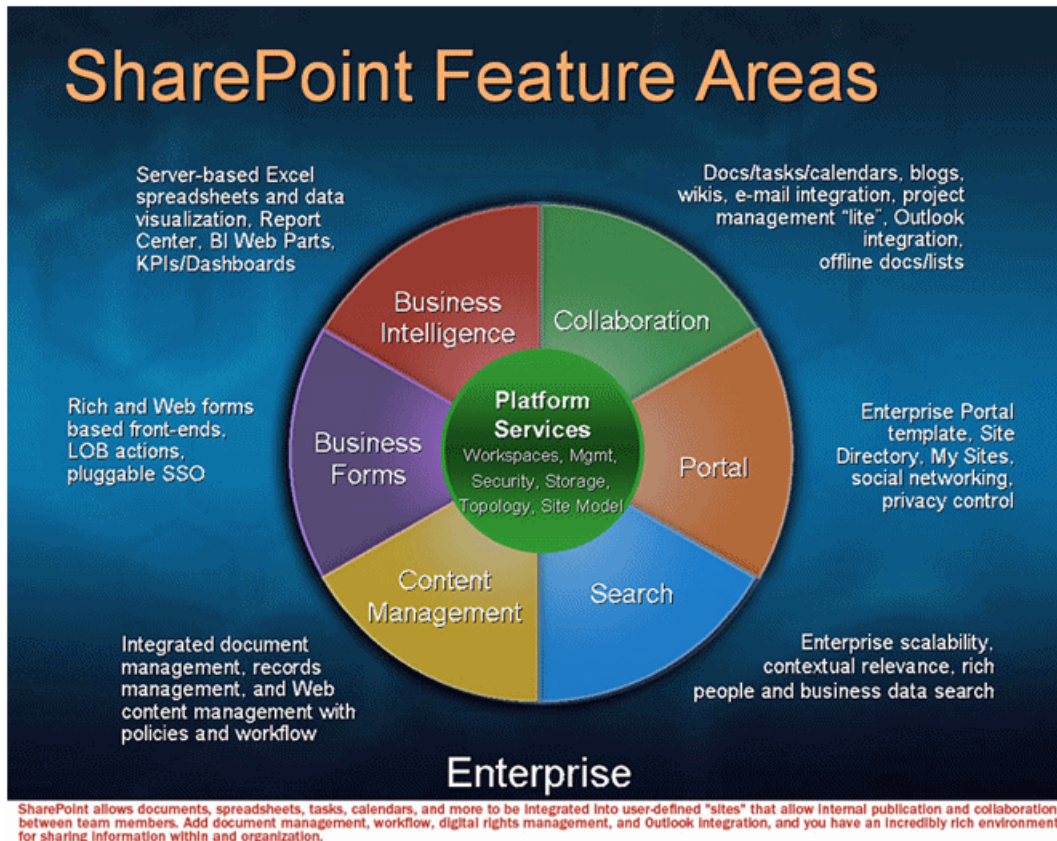 SharePoint Feature Areas
Server-based Excel
spreadsheets and data
visualization, Report
Center, BI Web Parts,
KPIs/Dashboards
Docs/tasks/calendars, blogs,
wikis, e-mail integration, project
management "lite", Outlook
integration,
offline docs/lists
Business
Intelligence
Collaboration
Rich and Web forms
based front-ends,
LOB actions,
pluggable SSO
Business
Forms
Platform
Services
Workspaces, Mgmt,
Security, Storage,
Topology, Site Model
Portal
Enterprise Portal
template, Site
Directory, My Sites,
social networking,
privacy control
Content
Management
Search
Integrated document
management, records
management, and Web
content management with
policies and workflow
Enterprise scalability,
contextual relevance, rich
people and business data search
Enterprise
SharePoint allows documents, spreadsheets, tasks, calendars, and more to be integrated into user-defined "sites" that allow internal publication and collaboration
between team members. Add document management, workflow, digital rights management, and Outlook integration, and you have an incredibly rich environment
for sharing information within and organization.